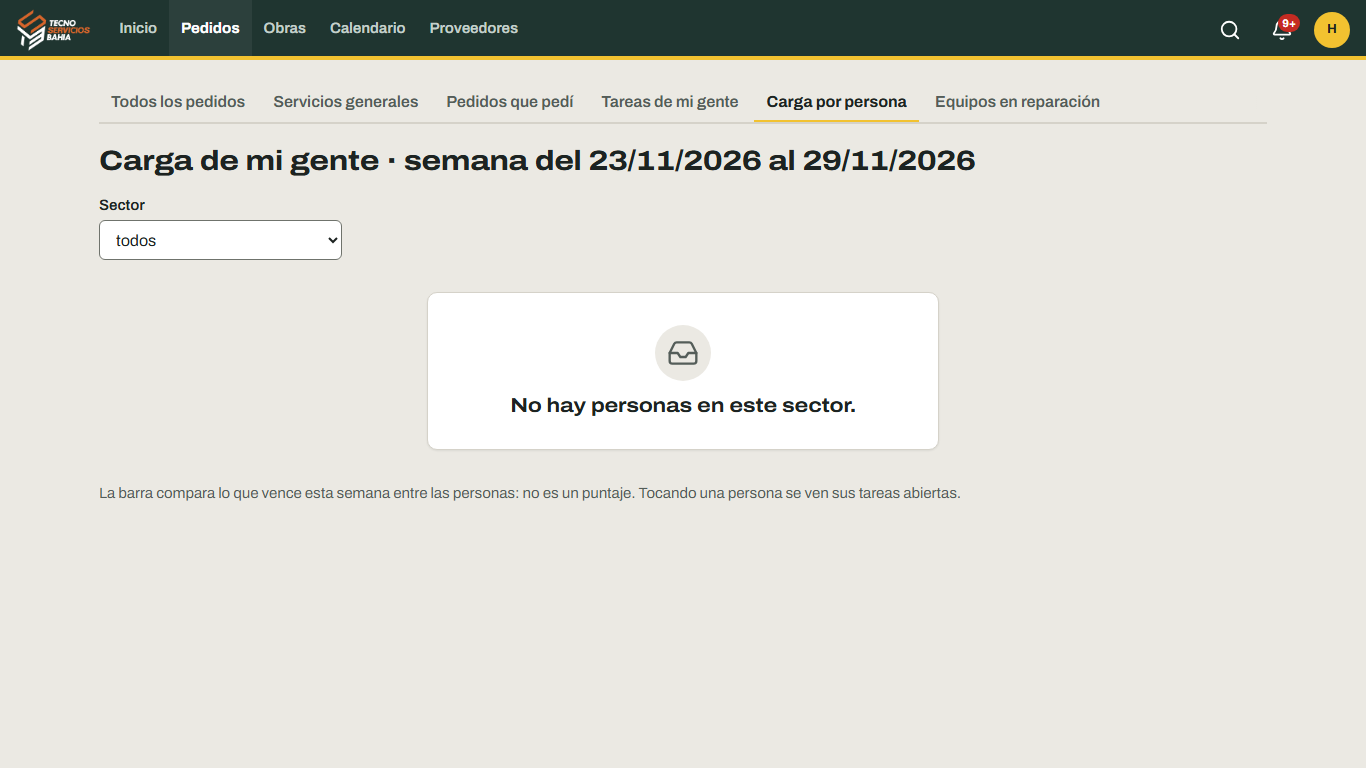 TECNO
SERVICIOS
BAHIA
Inicio
Pedidos
Obras
Calendario
Proveedores
9+
H
Todos los pedidos
Servicios generales
Pedidos que pedí
Tareas de mi gente
Carga por persona
Equipos en reparación
Carga de mi gente · semana del 23/11/2026 al 29/11/2026
Sector
todos
No hay personas en este sector.
La barra compara lo que vence esta semana entre las personas: no es un puntaje. Tocando una persona se ven sus tareas abiertas.